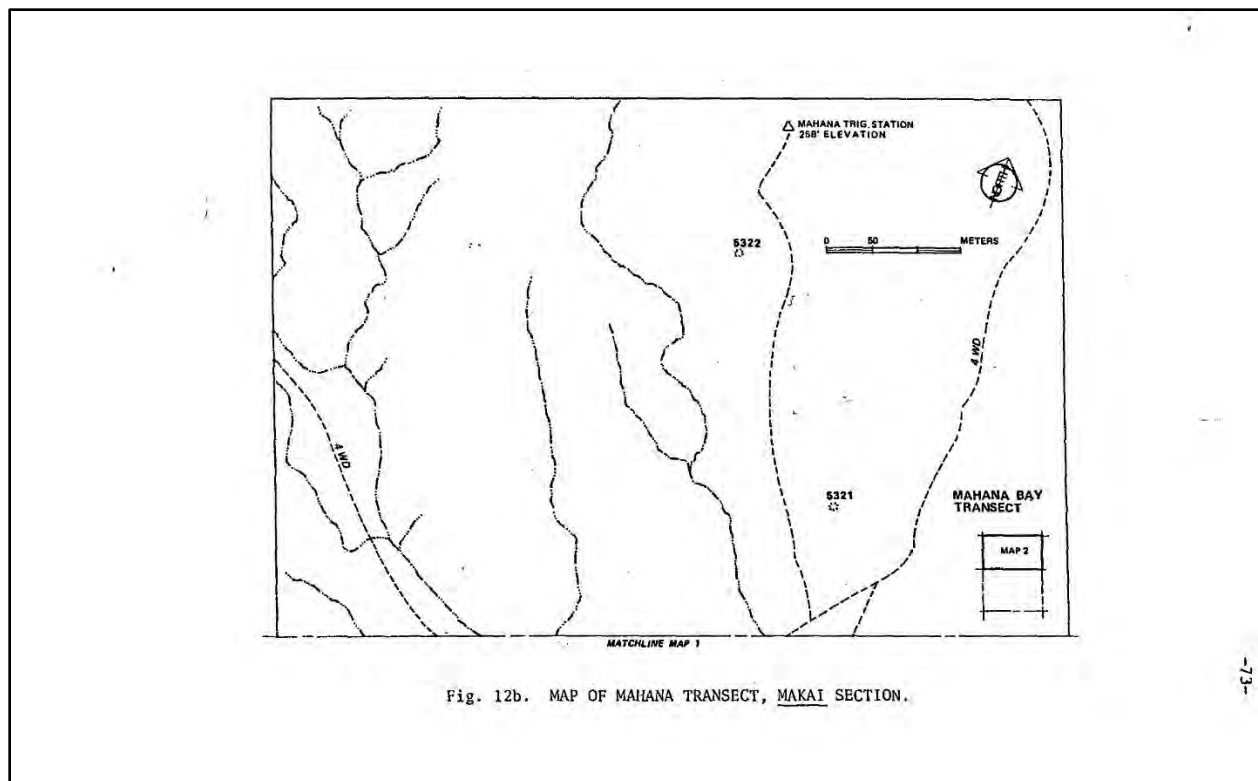 MAHANA TRIG. STATION
258' ELEVATION
NORTH
5322
0 50 METERS
4 WD
4 WD
5321
MAHANA BAY
TRANSECT
MAP 2
MATCHLINE MAP 1
Fig. 12b. MAP OF MAHANA TRANSECT, MAKAI SECTION.
-73-